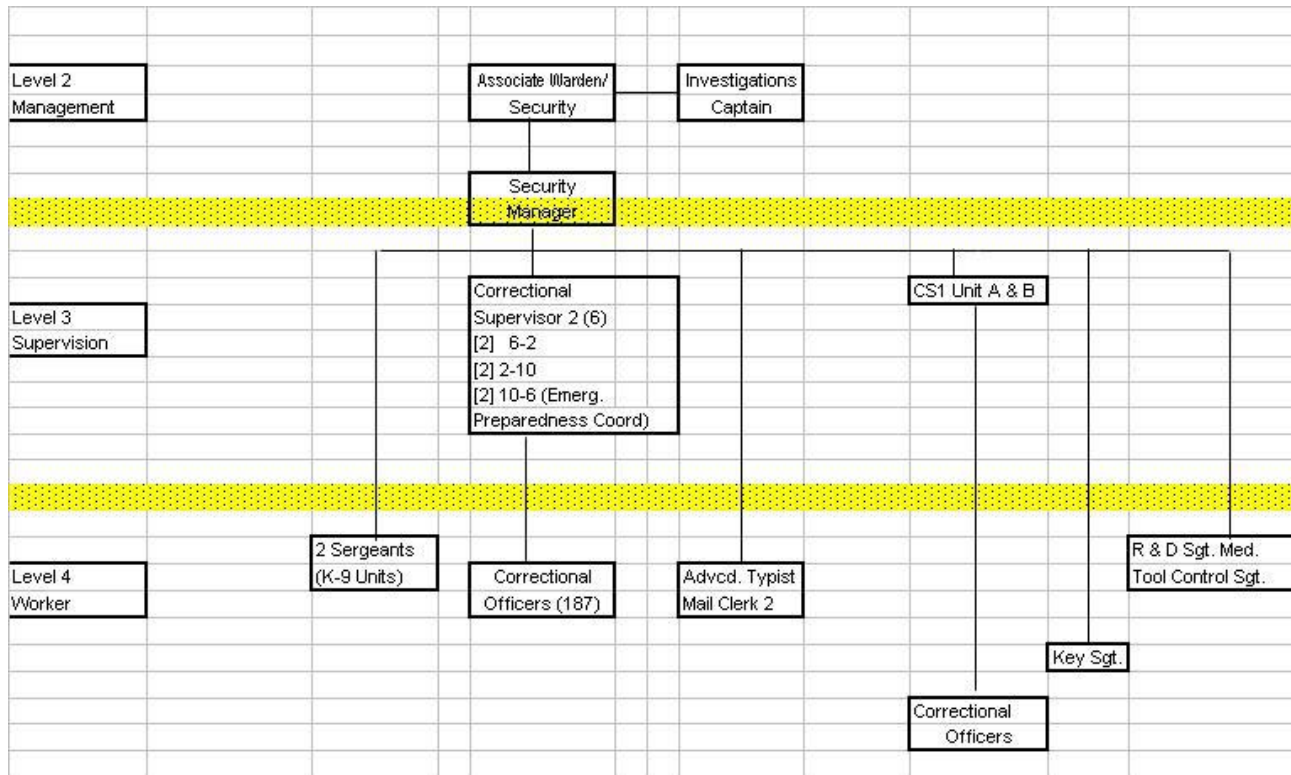 Level 2
Management
Associate Warden/
Security
Investigations
Captain
Security
Manager
Level 3
Supervision
Correctional
Supervisor 2 (6)
[2] 6-2
[2] 2-10
[2] 10-6 (Emerg.
Preparedness Coord)
CS1 Unit A & B
Level 4
Worker
2 Sergeants
(K-9 Units)
Correctional
Officers (187)
Advcd. Typist
Mail Clerk 2
R & D Sgt. Med.
Tool Control Sgt.
Key Sgt.
Correctional
Officers